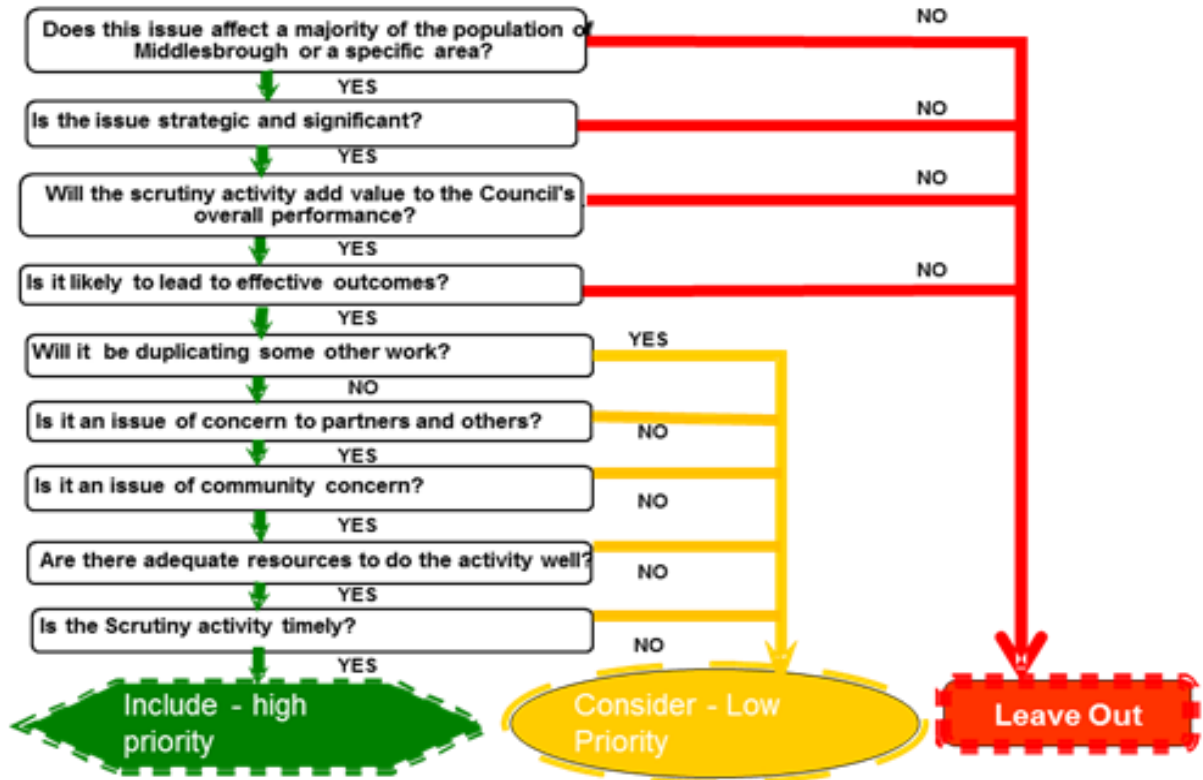 NO
Does this issue affect a majority of the population of
Middlesbrough or a specific area?
YES
Is the issue strategic and significant?
NO
YES
Will the scrutiny activity add value to the Council's
overall performance?
NO
YES
Is it likely to lead to effective outcomes?
NO
YES
Will it be duplicating some other work?
YES
NO
Is it an issue of concern to partners and others?
NO
YES
Is it an issue of community concern?
NO
YES
Are there adequate resources to do the activity well?
NO
YES
Is the Scrutiny activity timely?
NO
YES
Include - high
priority
Consider - Low
Priority
Leave Out